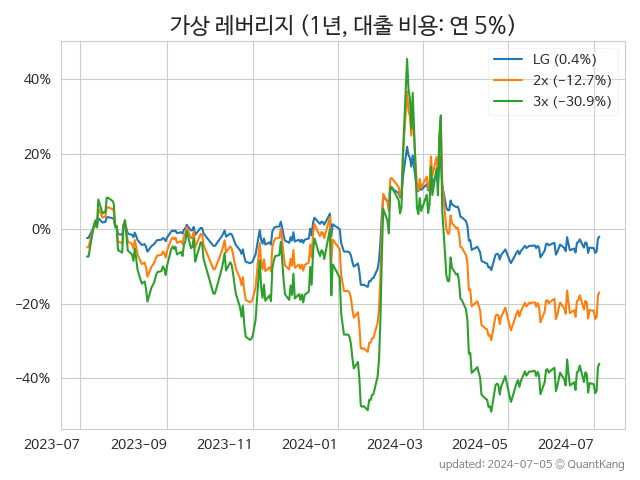 가상 레버리지 (1년, 대출 비용: 연 5%)
LG (0.4%)
2x (−12.7%)
3x (−30.9%)
40%
20%
0%
−20%
−40%
2023-07 2023-09 2023-11 2024-01 2024-03 2024-05 2024-07
updated: 2024-07-05 © QuantKang